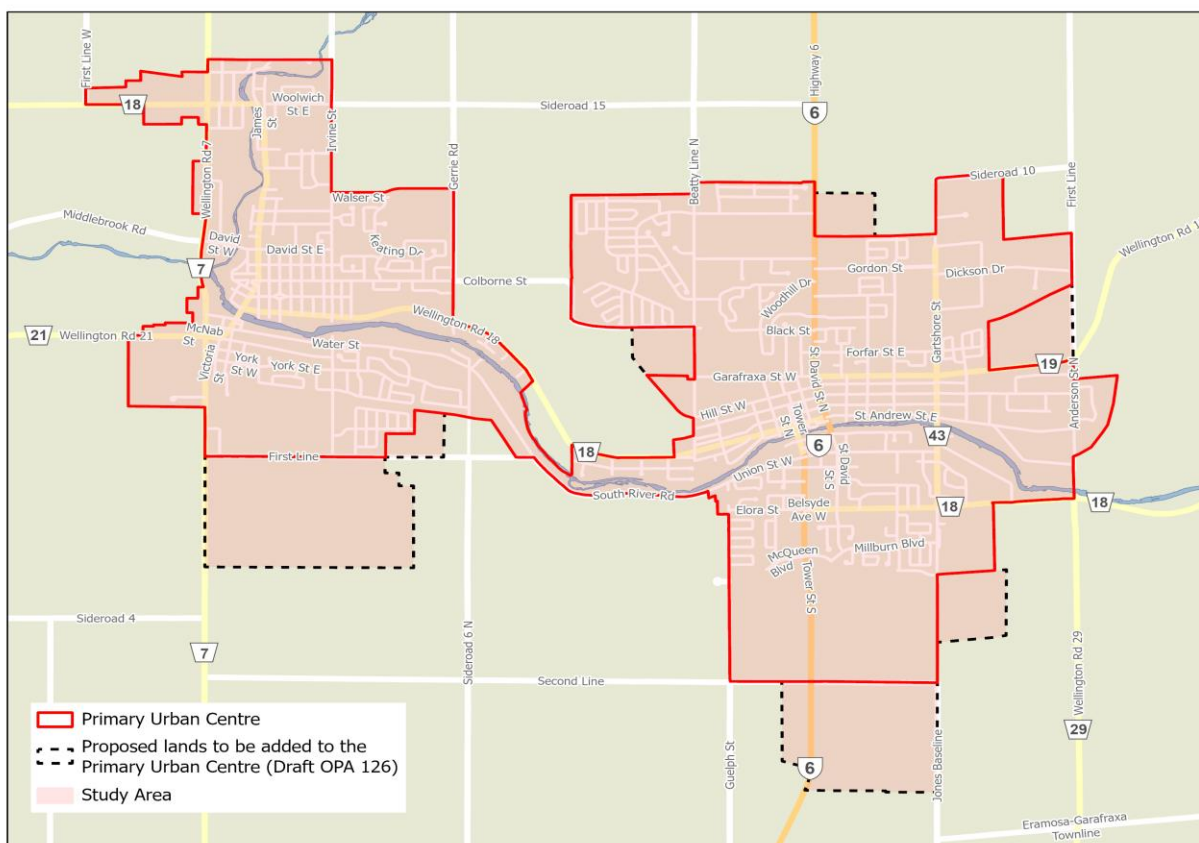 First Line W
18
Woolwich
St E
James
St
Irvine St
Sideroad 15
Highway 6
6
Wellington Rd 7
Gerrie Rd
Beatty Line N
Sideroad 10
First Line
Walser St
Middlebrook Rd
David
St W
David St E
Keating Dr
7
Colborne St
Woodhill Dr
Gordon St
Dickson Dr
Wellington Rd 1
21
Wellington Rd 21
McNab
St
Water St
Wellington Rd 18
Black St
Gartshore St
Forfar St E
19
Victoria
St
York
St W
York St E
Garafraxa St W
St David St N
Hill St W
Tower
St N
St Andrew St E
Anderson St N
43
6
First Line
18
Union St W
St David
St S
South River Rd
Elora St
Belsyde
Ave W
18
18
McQueen
Blvd
Millburn Blvd
Tower St S
Sideroad 4
7
Sideroad 6 N
Second Line
Guelph St
6
Jones Baseline
Wellington Rd 29
29
Eramosa-Garafraxa
Townline
Primary Urban Centre
Proposed lands to be added to the
Primary Urban Centre (Draft OPA 126)
Study Area